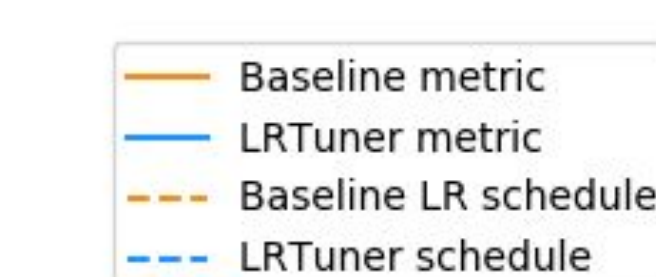 Baseline metric
LRTuner metric
Baseline LR schedule
LRTuner schedule